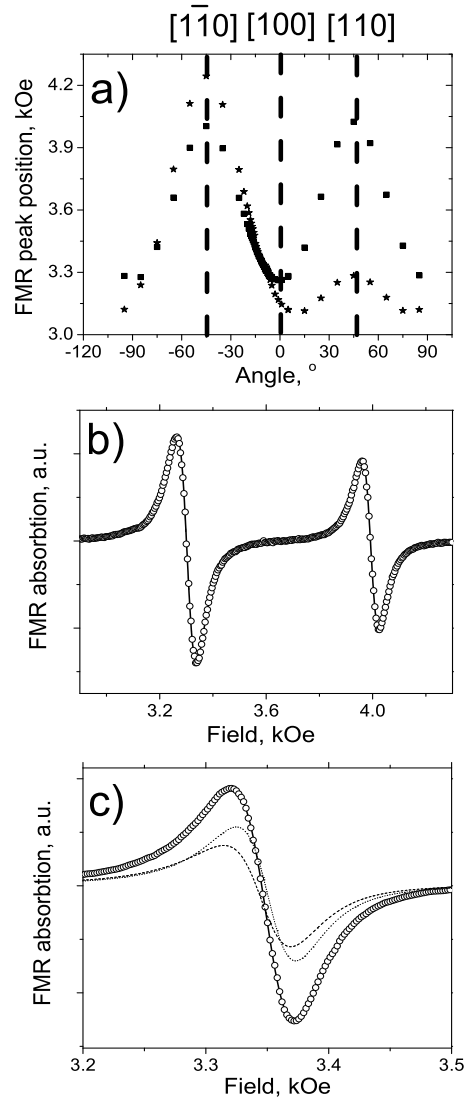 [11̅0] [100] [110]
a)
FMR peak position, kOe
4.2
3.9
3.6
3.3
3.0
-120 -90 -60 -30 0 30 60 90
Angle, °
b)
FMR absorbtion, a.u.
3.2 3.6 4.0
Field, kOe
c)
FMR absorbtion, a.u.
3.2 3.3 3.4 3.5
Field, kOe